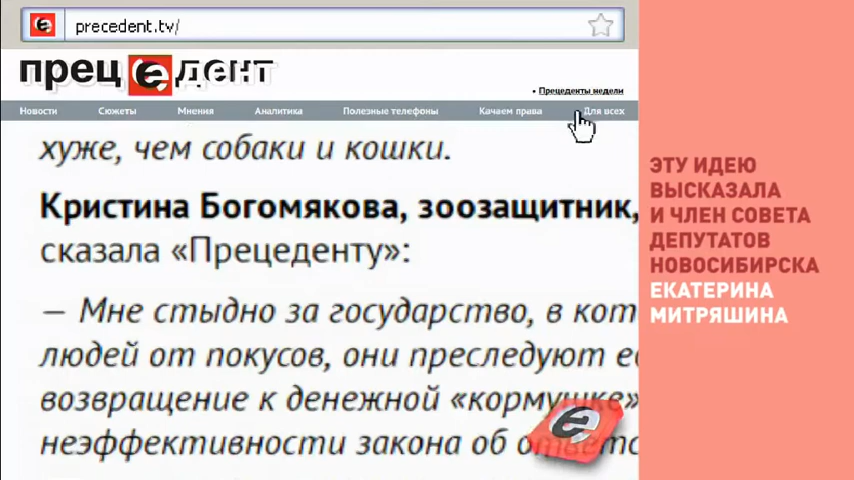 precedent.tv/
прецедент
• Прецеденты недели
Новости Сюжеты Мнения Аналитика Полезные телефоны Качаем права Для всех
хуже, чем собаки и кошки.
Кристина Богомякова, зоозащитник,
сказала «Прецеденту»:
— Мне стыдно за государство, в кот
людей от покусов, они преследуют
возвращение к денежной «кормушке»
неэффективности закона об
ЭТУ ИДЕЮ
ВЫСКАЗАЛА
И ЧЛЕН СОВЕТА
ДЕПУТАТОВ
НОВОСИБИРСКА
ЕКАТЕРИНА
МИТРЯШИНА